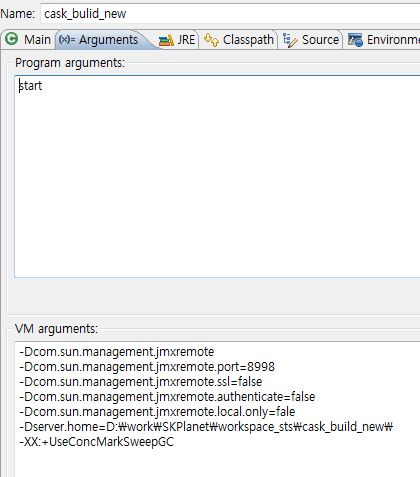 Name: cask_bulid_new
Main (x)= Arguments JRE Classpath Source Environme
Program arguments:
start
VM arguments:
-Dcom.sun.management.jmxremote
-Dcom.sun.management.jmxremote.port=8998
-Dcom.sun.management.jmxremote.ssl=false
-Dcom.sun.management.jmxremote.authenticate=false
-Dcom.sun.management.jmxremote.local.only=fale
-Dserver.home=D:₩work₩SKPlanet₩workspace_sts₩cask_build_new₩
-XX:+UseConcMarkSweepGC